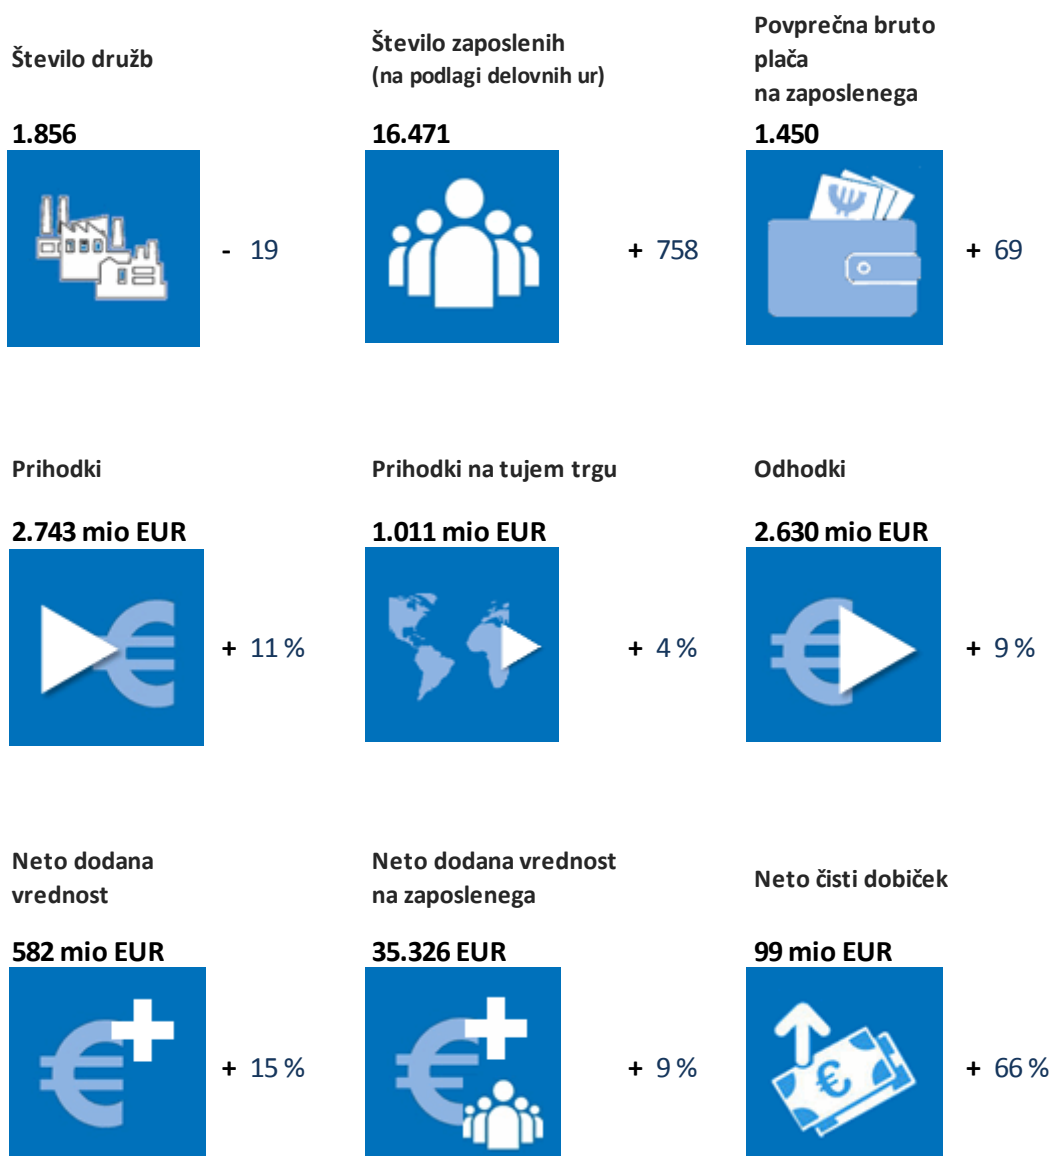 Število družb
1.856
- 19
Število zaposlenih
(na podlagi delovnih ur)
16.471
+ 758
Povprečna bruto
plača
na zaposlenega
1.450
+ 69
Prihodki
2.743 mio EUR
€
+ 11 %
Prihodki na tujem trgu
1.011 mio EUR
+ 4 %
Odhodki
2.630 mio EUR
€
+ 9 %
Neto dodana
vrednost
582 mio EUR
€
+ 15 %
Neto dodana vrednost
na zaposlenega
35.326 EUR
€
+ 9 %
Neto čisti dobiček
99 mio EUR
€
+ 66 %